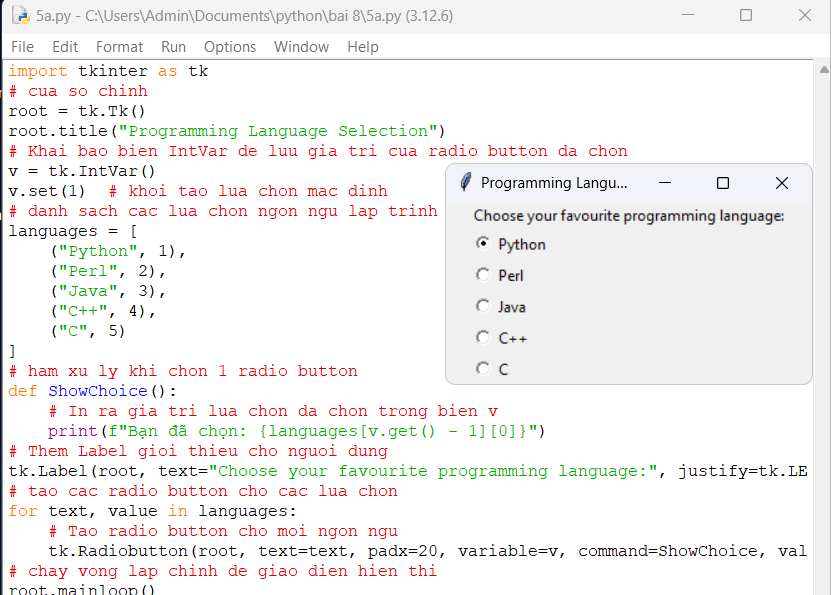 5a.py - C:\Users\Admin\Documents\python\bai 8\5a.py (3.12.6)
File Edit Format Run Options Window Help
import tkinter as tk
# cua so chinh
root = tk.Tk()
root.title("Programming Language Selection")
# Khai bao bien IntVar de luu gia tri cua radio button da chon
v = tk.IntVar()
v.set(1)  # khoi tao lua chon mac dinh
# danh sach cac lua chon ngon ngu lap trinh
languages = [
    ("Python", 1),
    ("Perl", 2),
    ("Java", 3),
    ("C++", 4),
    ("C", 5)
]
# ham xu ly khi chon 1 radio button
def ShowChoice():
    # In ra gia tri lua chon da chon trong bien v
    print(f"Bạn đã chọn: {languages[v.get() - 1][0]}")
# Them Label gioi thieu cho nguoi dung
tk.Label(root, text="Choose your favourite programming language:", justify=tk.LE
# tao cac radio button cho cac lua chon
for text, value in languages:
    # Tao radio button cho moi ngon ngu
    tk.Radiobutton(root, text=text, padx=20, variable=v, command=ShowChoice, val
# chay vong lap chinh de giao dien hien thi
root.mainloop()
Programming Langu...
Choose your favourite programming language:
Python
Perl
Java
C++
C